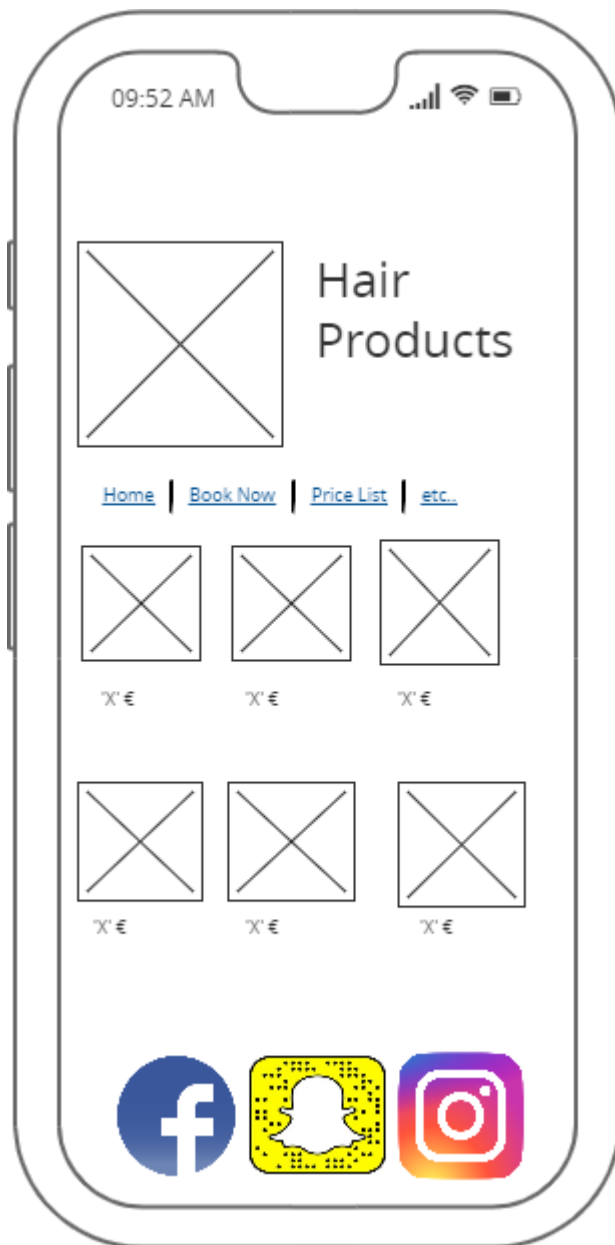 09:52 AM
Hair
Products
Home | Book Now | Price List | etc..
'X' € 'X' € 'X' €
'X' € 'X' € 'X' €